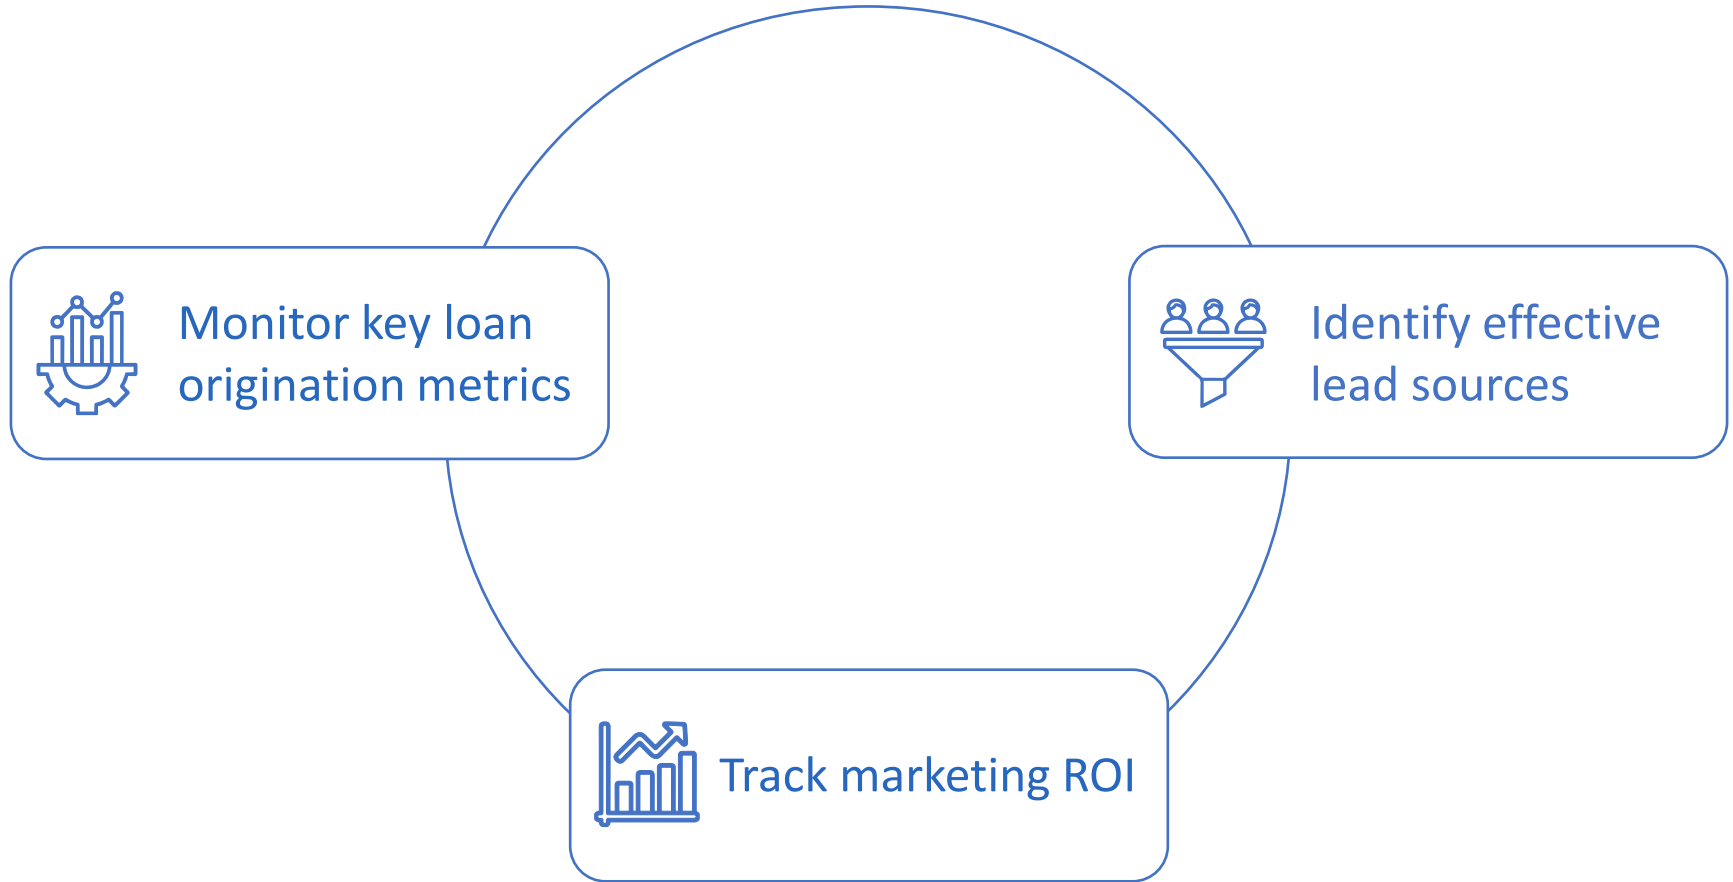 Monitor key loan
origination metrics
Identify effective
lead sources
Track marketing ROI